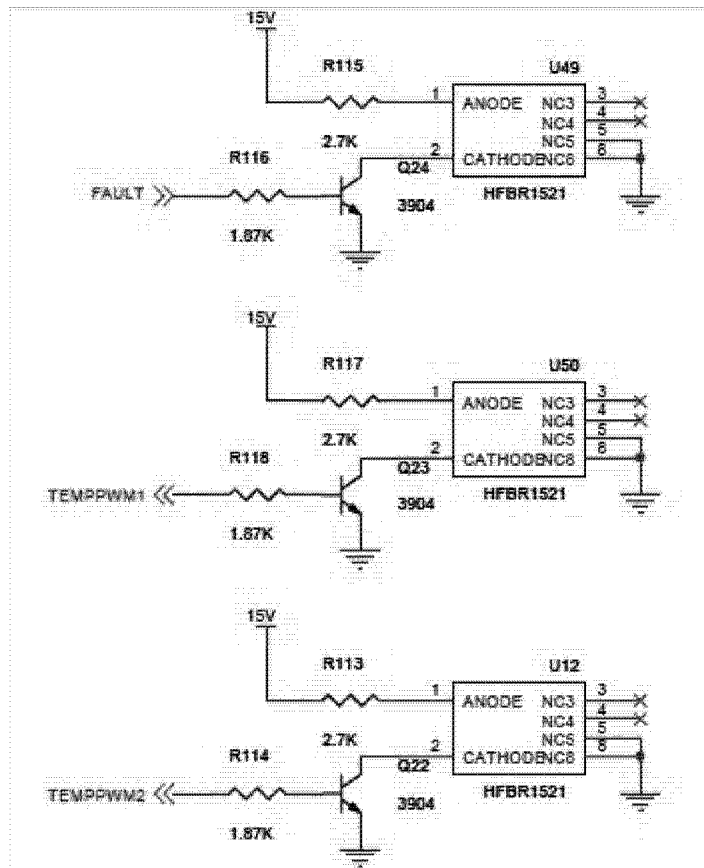 15V
R115
U49
1 ANODE NC3 3
NC4 4
NC5 5
2.7K
R116
2 CATHODE NC6 6
Q24
FAULT
3904
HFBR1521
1.87K
15V
R117
U50
1 ANODE NC3 3
NC4 4
NC5 5
2.7K
R118
2 CATHODE NC6 6
Q23
TEMPPWM1
3904
HFBR1521
1.87K
15V
R113
U12
1 ANODE NC3 3
NC4 4
NC5 5
2.7K
R114
2 CATHODE NC6 6
Q22
TEMPPWM2
3904
HFBR1521
1.87K